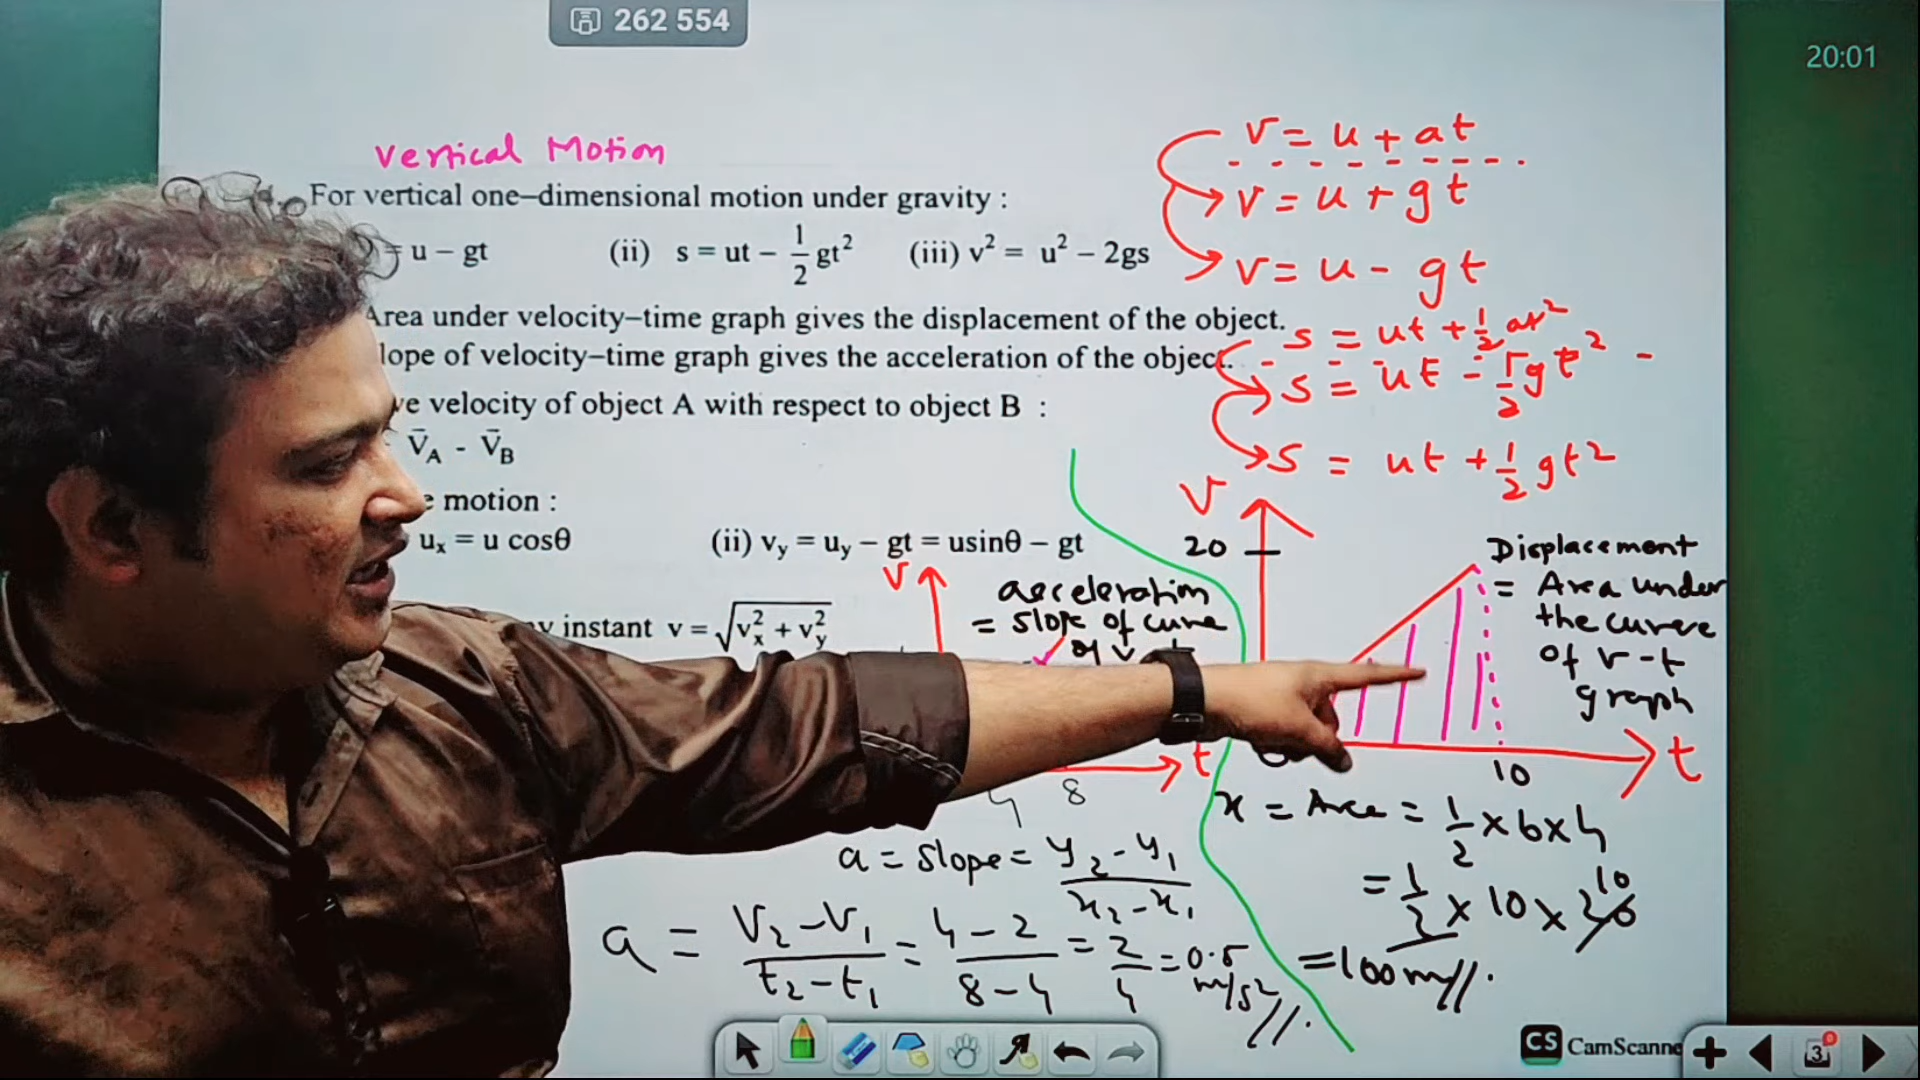 262 554
20:01
Vertical Motion
For vertical one–dimensional motion under gravity :
= u – gt (ii) s = ut – 1/2 gt² (iii) v² = u² – 2gs
Area under velocity–time graph gives the displacement of the object.
lope of velocity–time graph gives the acceleration of the object.
ve velocity of object A with respect to object B :
V̄A - V̄B
e motion :
ux = u cosθ (ii) vy = uy – gt = usinθ – gt
y instant v = √(vx² + vy²)
v = u + at
v = u + gt
v = u - gt
s = ut + 1/2 at²
s = ut - 1/2 gt²
s = ut + 1/2 gt²
v
acceleration
= slope of curve
of v
t
8
a = slope = y₂-y₁/x₂-x₁
a = v₂-v₁/t₂-t₁ = 4-2/8-4 = 2/4 = 0.5 m/s²//.
V
20
Displacement
= Area under
the curve
of v-t
graph
10
t
x = Area = 1/2 x b x h
= 1/2 x 10 x 20 10
= 100m//.
CS CamScanne
3